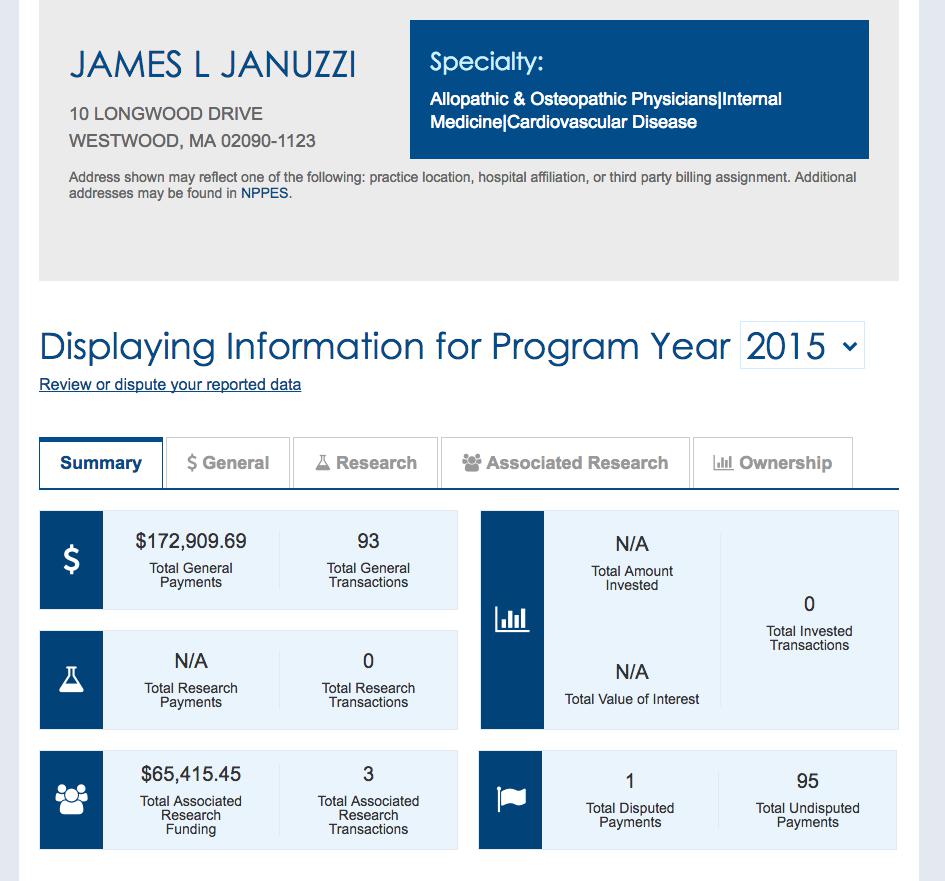 JAMES L JANUZZI
10 LONGWOOD DRIVE
WESTWOOD, MA 02090-1123
Specialty:
Allopathic & Osteopathic Physicians|Internal
Medicine|Cardiovascular Disease
Address shown may reflect one of the following: practice location, hospital affiliation, or third party billing assignment. Additional
addresses may be found in NPPES.
Displaying Information for Program Year 2015
Review or dispute your reported data
Summary
$ General
Research
Associated Research
Ownership
$
$172,909.69
Total General
Payments
93
Total General
Transactions
N/A
Total Research
Payments
0
Total Research
Transactions
$65,415.45
Total Associated
Research
Funding
3
Total Associated
Research
Transactions
N/A
Total Amount
Invested
N/A
Total Value of Interest
0
Total Invested
Transactions
1
Total Disputed
Payments
95
Total Undisputed
Payments